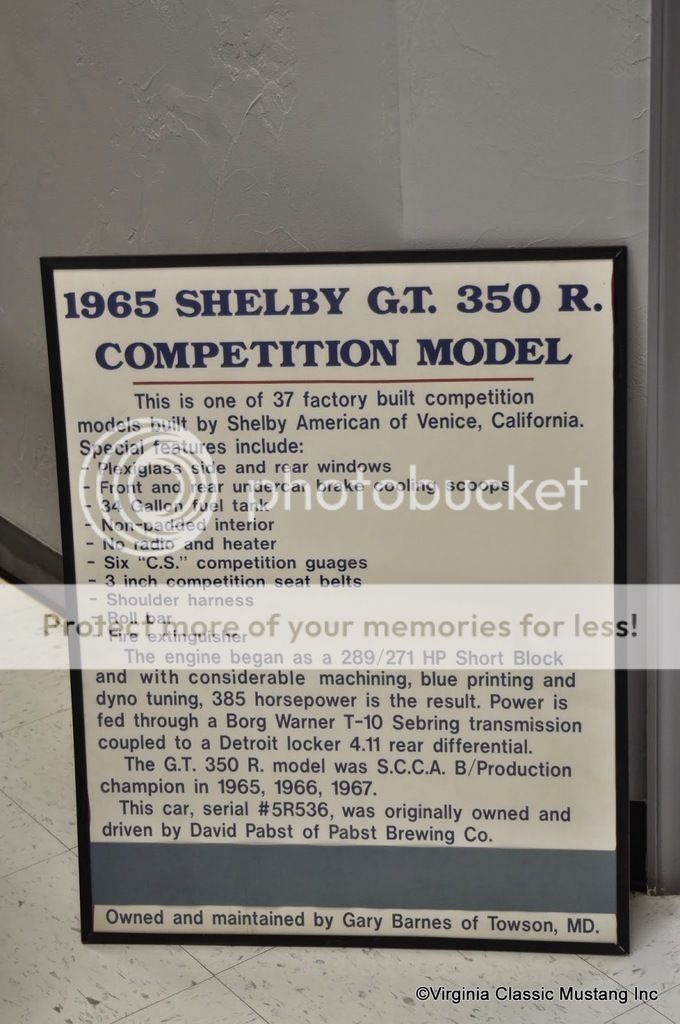 1965 SHELBY G.T. 350 R.
COMPETITION MODEL
This is one of 37 factory built competition
models built by Shelby American of Venice, California.
Special features include:
- Plexiglass side and rear windows
- Front and rear undercar brake cooling scoops
- 34 Gallon fuel tank
- Non-padded interior
- No radio and heater
- Six "C.S." competition guages
- 3 inch competition seat belts
- Shoulder harness
- Roll bar
- Fire extinguisher
The engine began as a 289/271 HP Short Block
and with considerable machining, blue printing and
dyno tuning, 385 horsepower is the result. Power is
fed through a Borg Warner T-10 Sebring transmission
coupled to a Detroit locker 4.11 rear differential.
The G.T. 350 R. model was S.C.C.A. B/Production
champion in 1965, 1966, 1967.
This car, serial #5R536, was originally owned and
driven by David Pabst of Pabst Brewing Co.
Owned and maintained by Gary Barnes of Towson, MD.
photobucket
Protect more of your memories for less!
©Virginia Classic Mustang Inc